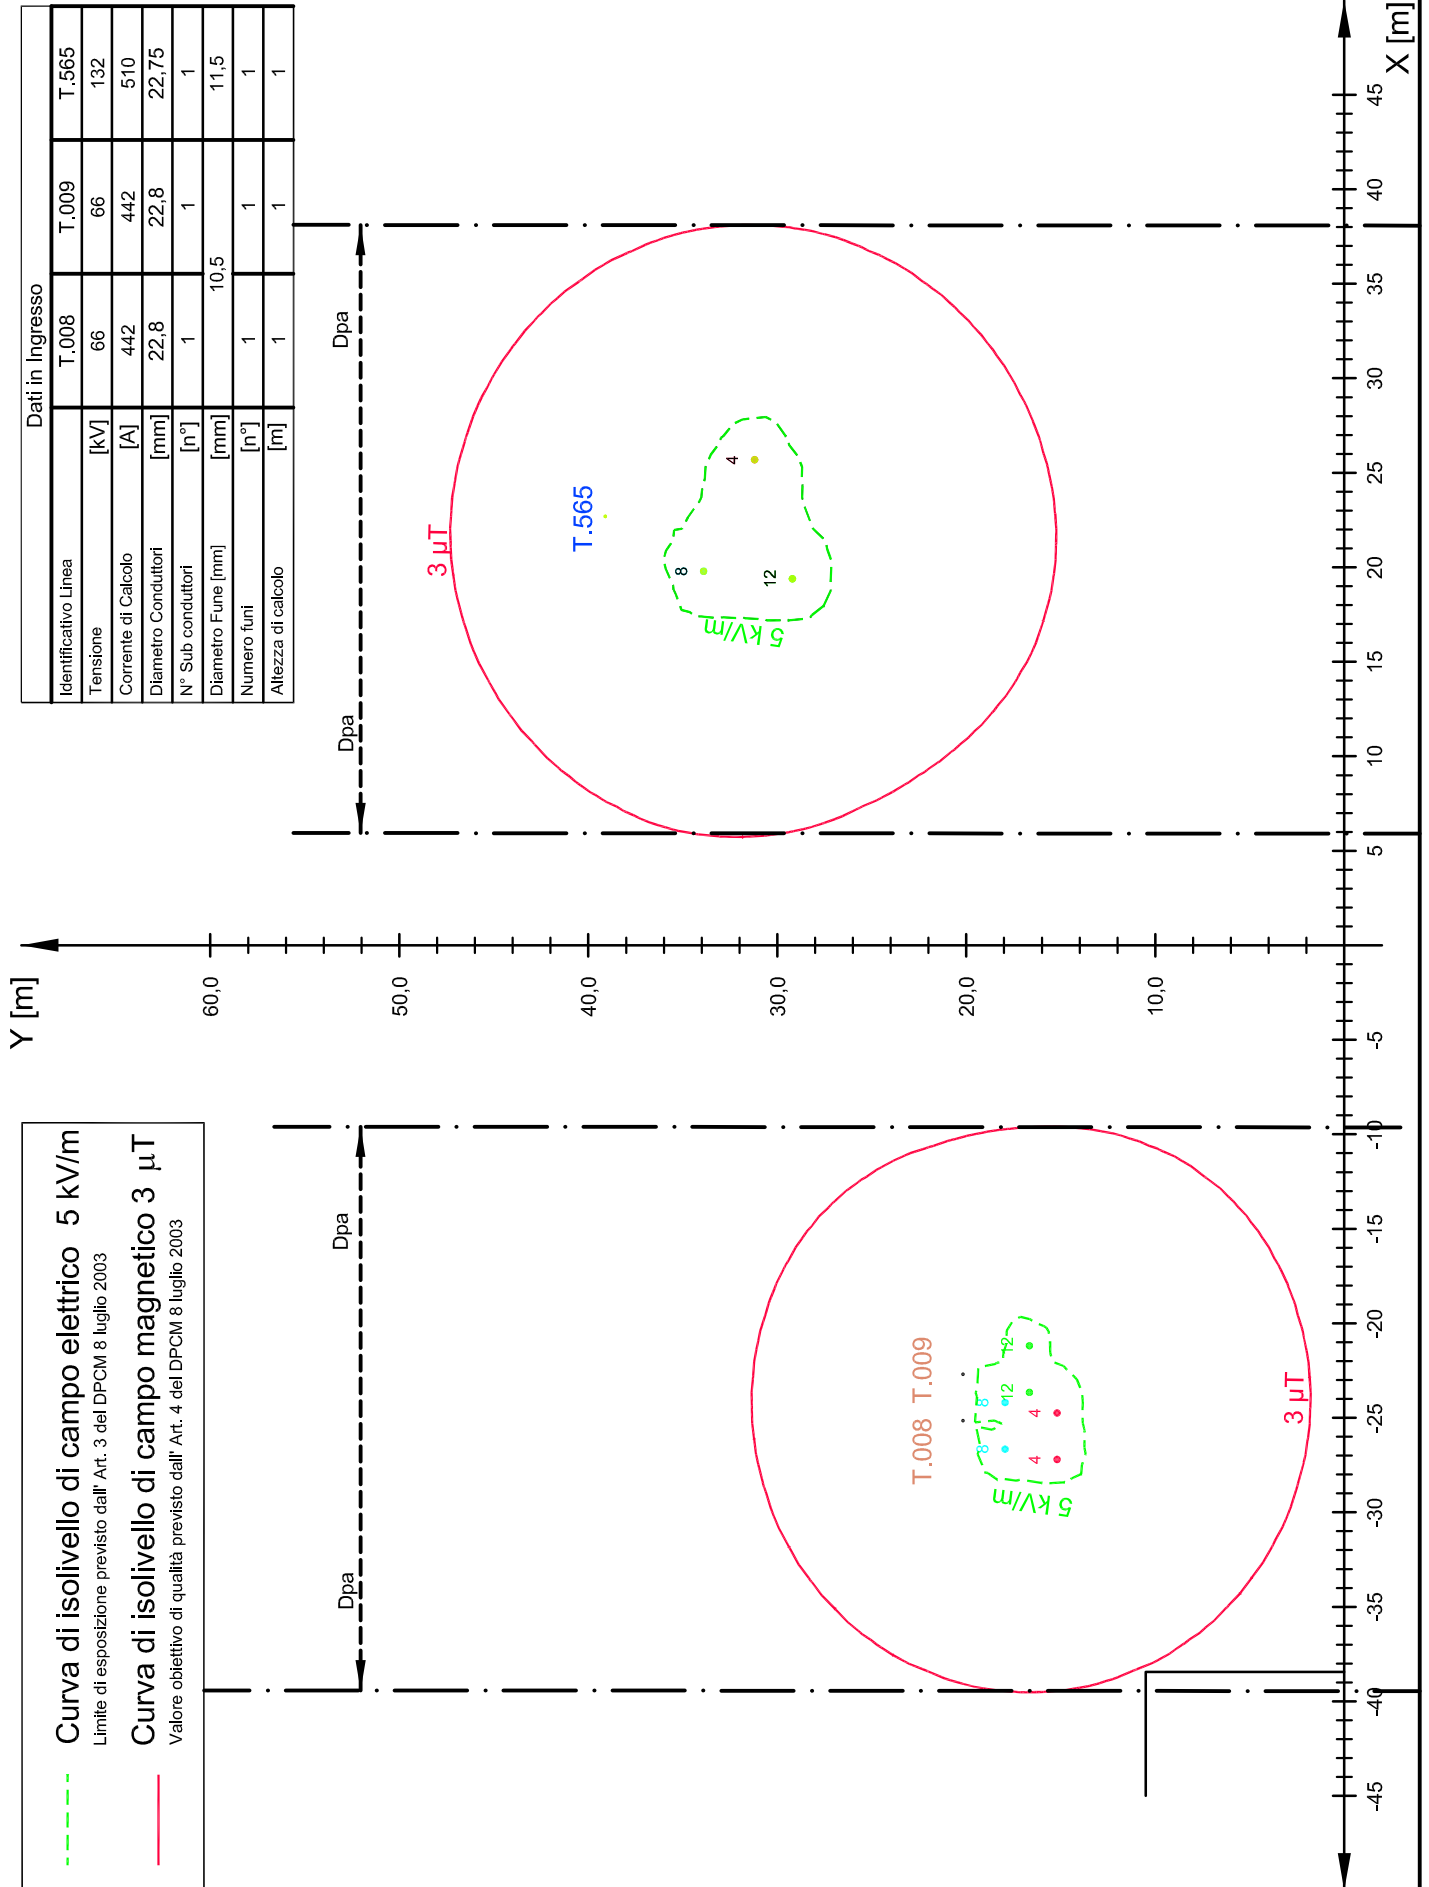 Curva di isolivello di campo elettrico 5 kV/m
Limite di esposizione previsto dall' Art. 3 del DPCM 8 luglio 2003
Curva di isolivello di campo magnetico 3 μT
Valore obiettivo di qualità previsto dall' Art. 4 del DPCM 8 luglio 2003
Y [m]
Dati in Ingresso
Identificativo Linea T.008 T.009 T.565
Tensione [kV] 66 66 132
Corrente di Calcolo [A] 442 442 510
Diametro Conduttori [mm] 22,8 22,8 22,75
N° Sub conduttori [n°] 1 1 1
Diametro Fune [mm] [mm] 10,5 11,5
Numero funi [n°] 1 1 1
Altezza di calcolo [m] 1 1 1
Dpa
Dpa
Dpa
Dpa
60,0
50,0
40,0
30,0
20,0
10,0
3 μT
T.565
8
4
12
5 kV/m
T.008 T.009
8
8
12
12
4
4
5 kV/m
3 μT
-45
-40
-35
-30
-25
-20
-15
-10
-5
5
10
15
20
25
30
35
40
45
X [m]